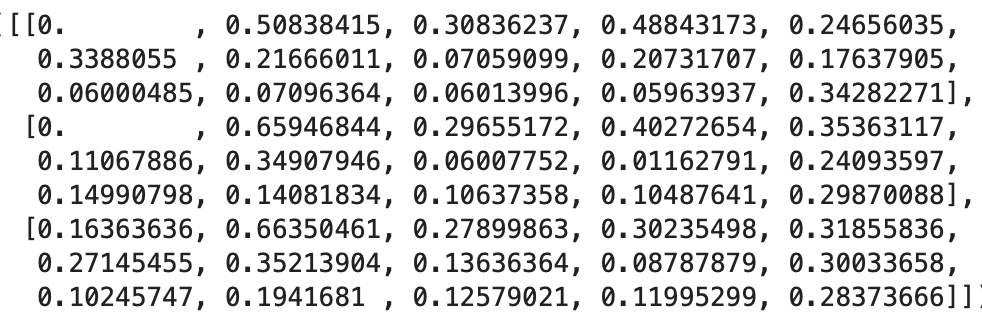 [[[0.        , 0.50838415, 0.30836237, 0.48843173, 0.24656035,
0.3388055 , 0.21666011, 0.07059099, 0.20731707, 0.17637905,
0.06000485, 0.07096364, 0.06013996, 0.05963937, 0.34282271],
[0.        , 0.65946844, 0.29655172, 0.40272654, 0.35363117,
0.11067886, 0.34907946, 0.06007752, 0.01162791, 0.24093597,
0.14990798, 0.14081834, 0.10637358, 0.10487641, 0.29870088],
[0.16363636, 0.66350461, 0.27899863, 0.30235498, 0.31855836,
0.27145455, 0.35213904, 0.13636364, 0.08787879, 0.30033658,
0.10245747, 0.1941681 , 0.12579021, 0.11995299, 0.28373666]])